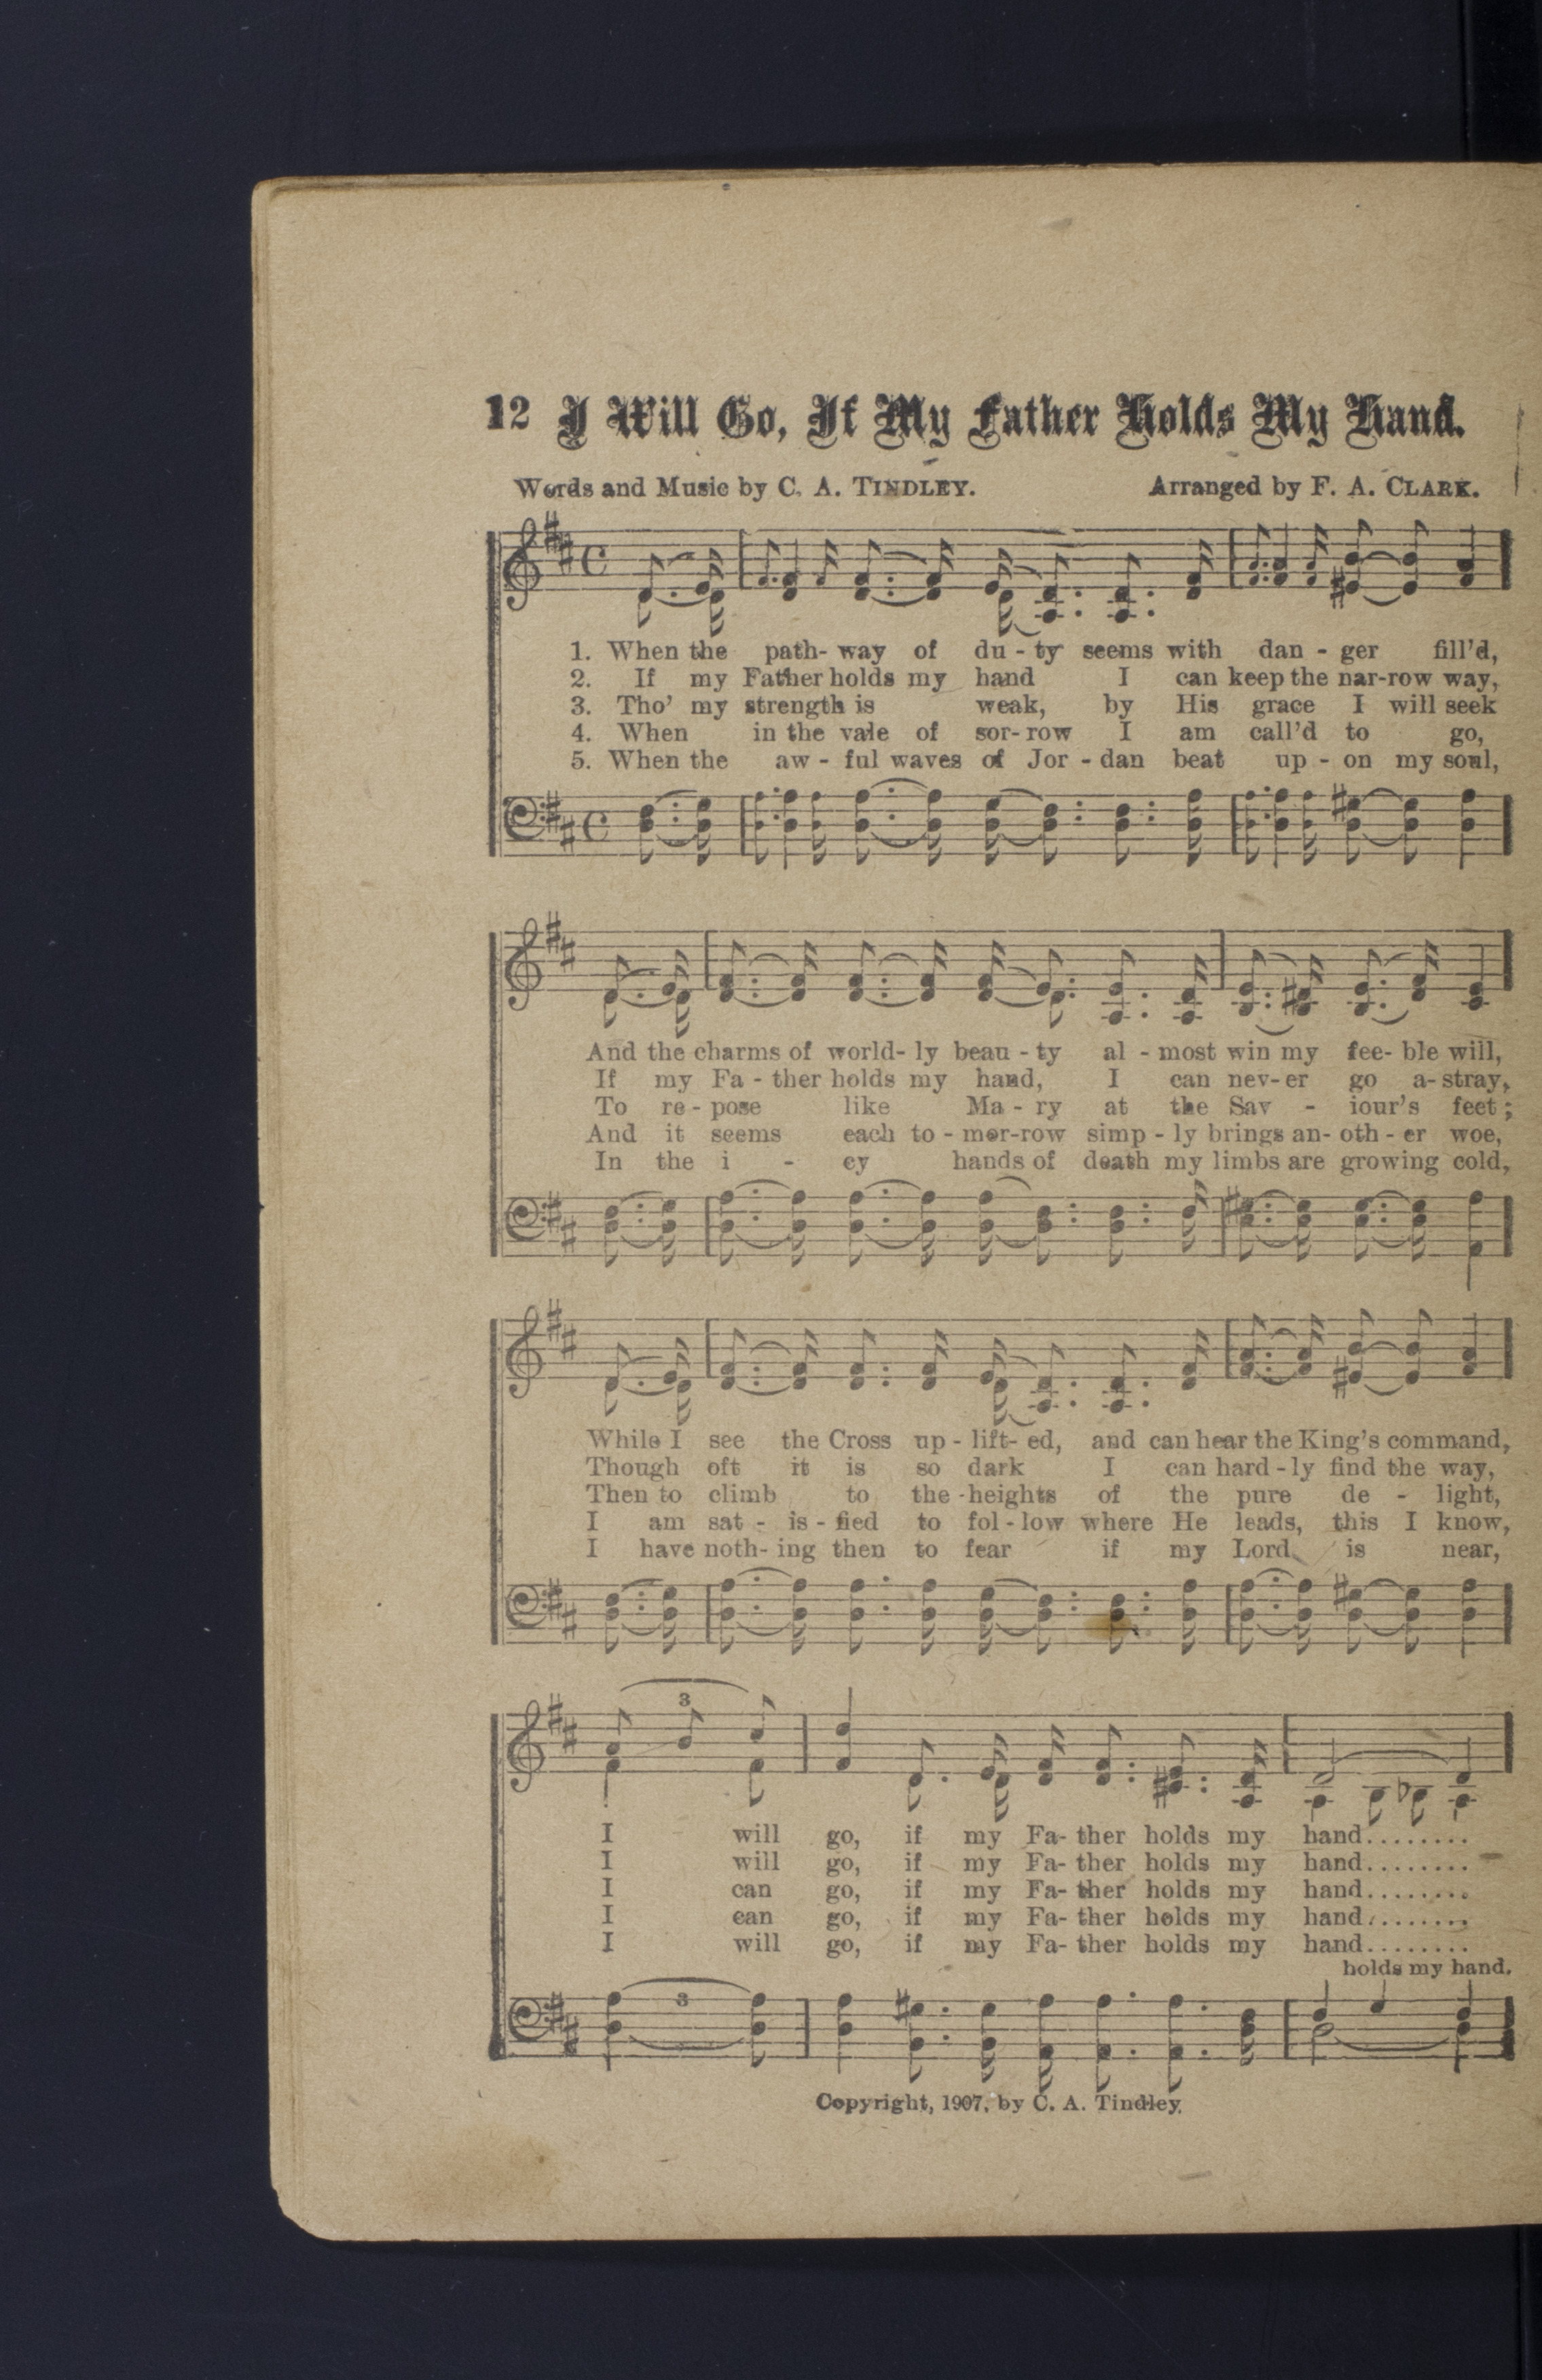 12 I Will Go, If My Father Holds My Hand.
Words and Music by C. A. TINDLEY. Arranged by F. A. CLARK.
1. When the path- way of du - ty seems with dan - ger fill'd,
2. If my Father holds my hand I can keep the nar-row way,
3. Tho' my strength is weak, by His grace I will seek
4. When in the vale of sor- row I am call'd to go,
5. When the aw - ful waves of Jor - dan beat up - on my soul,
And the charms of world- ly beau - ty al - most win my fee- ble will,
If my Fa - ther holds my hand, I can nev- er go a- stray,
To re - pose like Ma - ry at the Sav - iour's feet ;
And it seems each to - mor-row simp - ly brings an- oth - er woe,
In the i - cy hands of death my limbs are growing cold,
While I see the Cross up - lift- ed, and can hear the King's command,
Though oft it is so dark I can hard - ly find the way,
Then to climb to the - heights of the pure de - light,
I am sat - is - fied to fol - low where He leads, this I know,
I have noth- ing then to fear if my Lord is near,
3
I will go, if my Fa- ther holds my hand........
I will go, if my Fa- ther holds my hand........
I can go, if my Fa- ther holds my hand........
I can go, if my Fa- ther holds my hand........
I will go, if my Fa- ther holds my hand........
holds my hand.
3
Copyright, 1907, by C. A. Tindley.